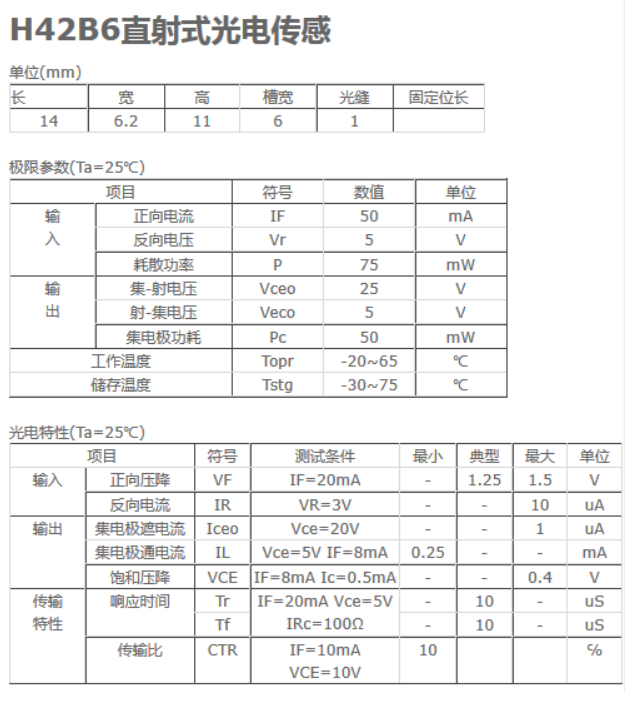 H42B6直射式光电传感
单位(mm)
长 宽 高 槽宽 光缝 固定位长
14 6.2 11 6 1
极限参数(Ta=25℃)
项目 符号 数值 单位
输入 正向电流 IF 50 mA
反向电压 Vr 5 V
耗散功率 P 75 mW
输出 集-射电压 Vceo 25 V
射-集电压 Veco 5 V
集电极功耗 Pc 50 mW
工作温度 Topr -20~65 ℃
储存温度 Tstg -30~75 ℃
光电特性(Ta=25℃)
项目 符号 测试条件 最小 典型 最大 单位
输入 正向压降 VF IF=20mA - 1.25 1.5 V
反向电流 IR VR=3V - - 10 uA
输出 集电极遮电流 Iceo Vce=20V - - 1 uA
集电极通电流 IL Vce=5V IF=8mA 0.25 - - mA
饱和压降 VCE IF=8mA Ic=0.5mA - - 0.4 V
传输特性 响应时间 Tr IF=20mA Vce=5V - 10 - uS
Tf IRc=100Ω - 10 - uS
传输比 CTR IF=10mA 10 %
VCE=10V